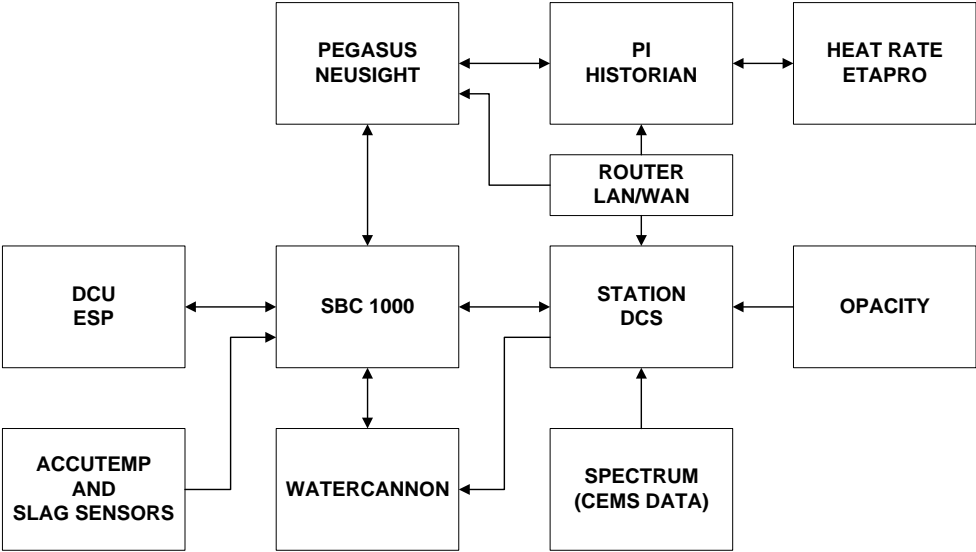 PEGASUS
NEUSIGHT
PI
HISTORIAN
HEAT RATE
ETAPRO
ROUTER
LAN/WAN
DCU
ESP
SBC 1000
STATION
DCS
OPACITY
ACCUTEMP
AND
SLAG SENSORS
WATERCANNON
SPECTRUM
(CEMS DATA)